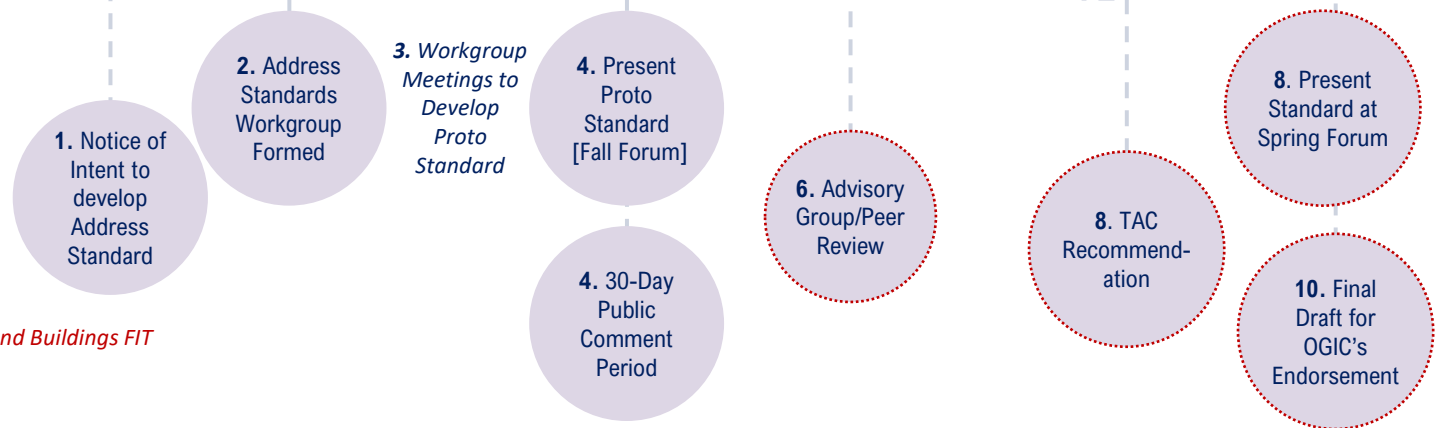 1. Notice of
Intent to
develop
Address
Standard
2. Address
Standards
Workgroup
Formed
3. Workgroup
Meetings to
Develop
Proto
Standard
4. Present
Proto
Standard
[Fall Forum]
4. 30-Day
Public
Comment
Period
6. Advisory
Group/Peer
Review
8. TAC
Recommend-
ation
8. Present
Standard at
Spring Forum
10. Final
Draft for
OGIC's
Endorsement
nd Buildings FIT